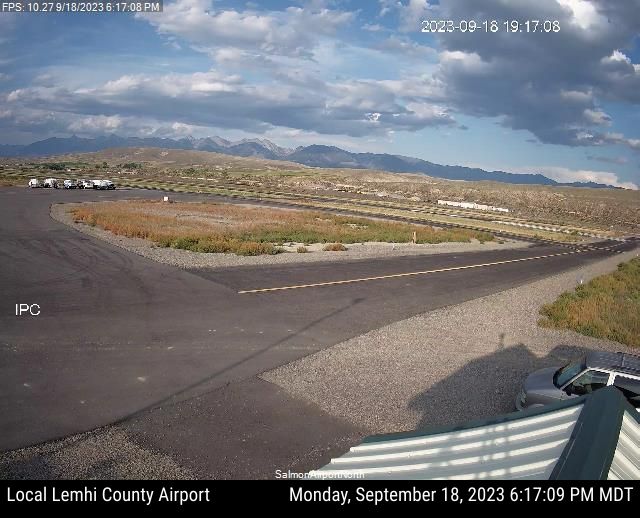 FPS: 10.27 9/18/2023 6:17:08 PM
2023-09-18 19:17:08
IPC
SalmonAirportNorth
Local Lemhi County Airport Monday, September 18, 2023 6:17:09 PM MDT